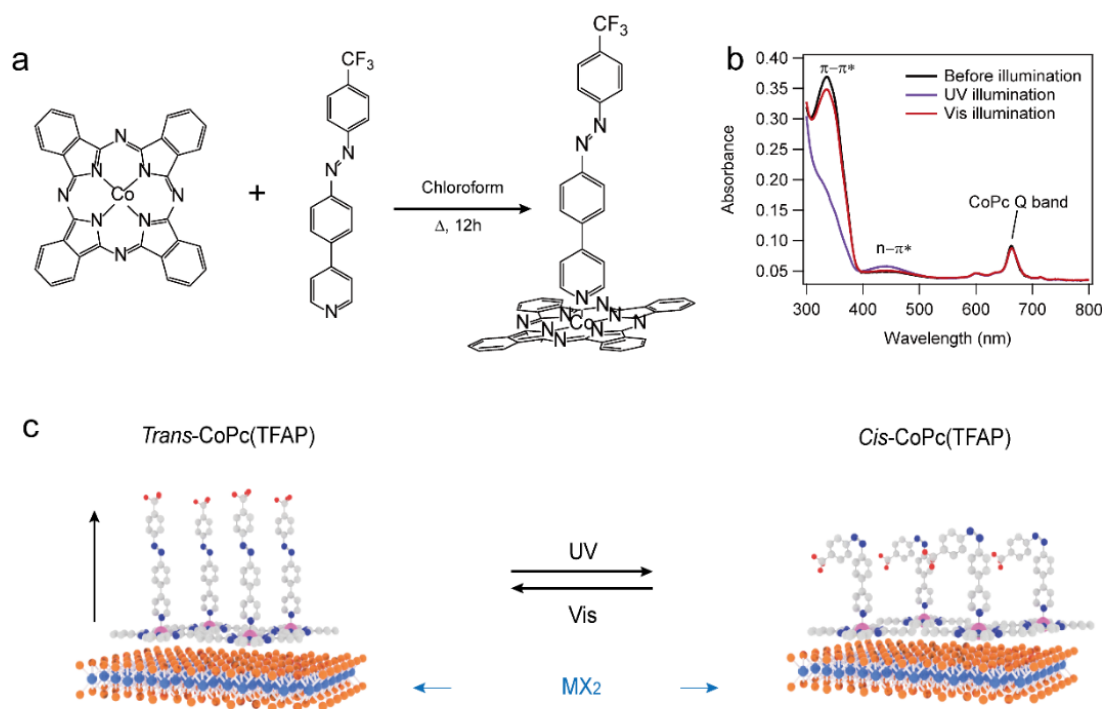 a
CF3
N
N
N
N
N
N
N
Co
N
N
N
N
+
N
N
N
Chloroform
Δ, 12h
CF3
N
N
N
N
N
N
N
Co
N
N
N
N
b
0.40
0.35
0.30
0.25
0.20
0.15
0.10
0.05
Absorbance
π−π*
Before illumination
UV illumination
Vis illumination
CoPc Q band
n−π*
300 400 500 600 700 800
Wavelength (nm)
c
Trans-CoPc(TFAP)
Cis-CoPc(TFAP)
UV
Vis
MX2